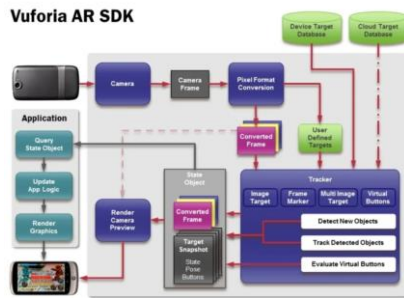 Vuforia AR SDK
Device Target
Database
Cloud Target
Database
Camera
Camera
Frame
Pixel Format
Conversion
Application
Query
State Object
Update
App Logic
Render
Graphics
Converted
Frame
User
Defined
Targets
State
Object
Converted
Frame
Target
Snapshot
State
Pose
Buttons
Render
Camera
Preview
Tracker
Image
Target
Frame
Marker
Multi Image
Target
Virtual
Buttons
Detect New Objects
Track Detected Objects
Evaluate Virtual Buttons